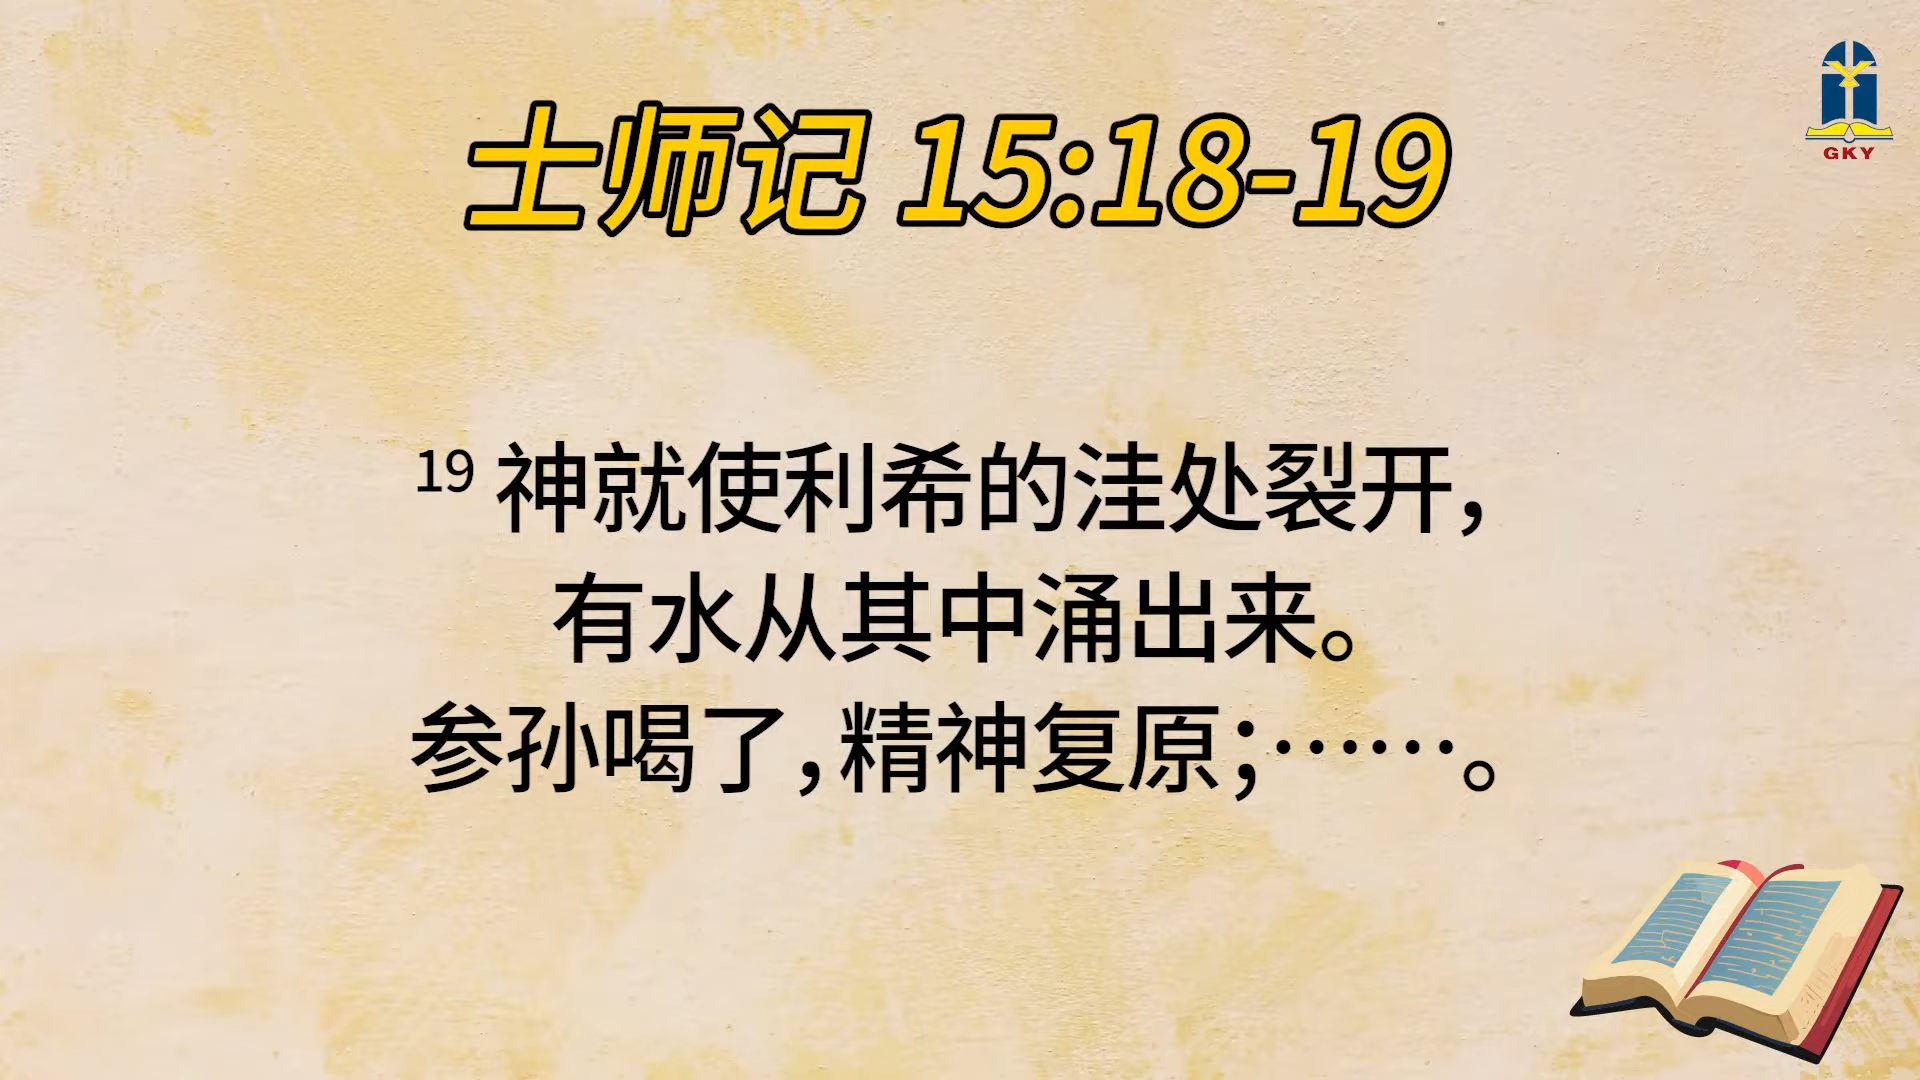 士师记 15:18-19
GKY
19 神就使利希的洼处裂开，
有水从其中涌出来。
参孙喝了，精神复原；……。